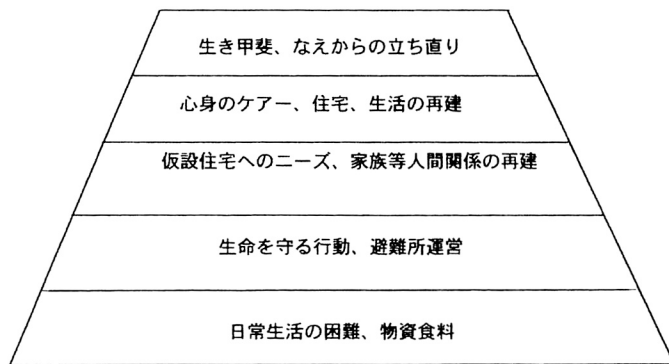 生き甲斐、なえからの立ち直り
心身のケアー、住宅、生活の再建
仮設住宅へのニーズ、家族等人間関係の再建
生命を守る行動、避難所運営
日常生活の困難、物資食料